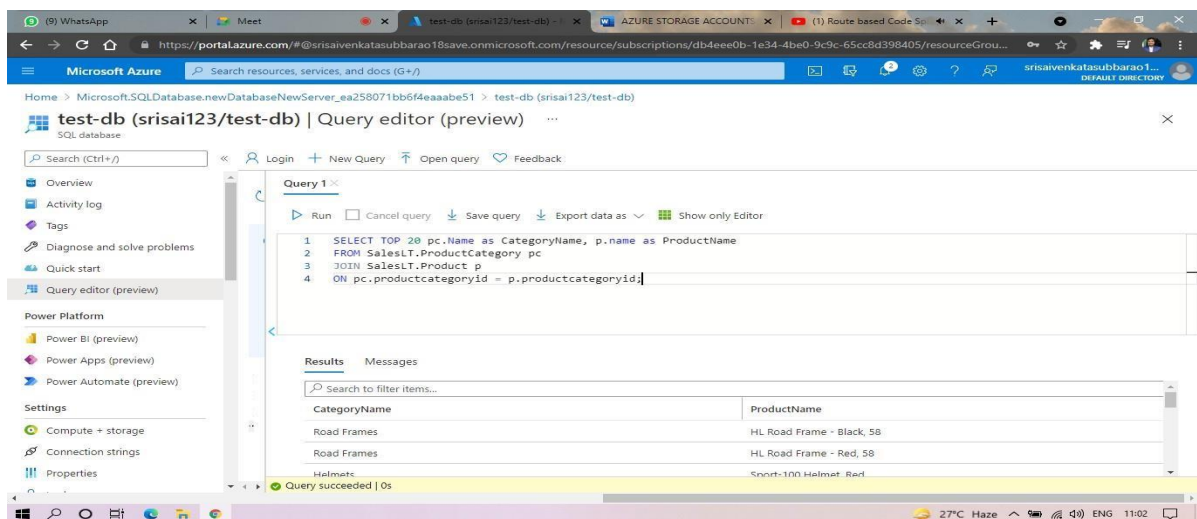 (9) WhatsApp
Meet
test-db (srisai123/test-db) -
AZURE STORAGE ACCOUNT
(1) Route based Code Sp
https://portal.azure.com/#@srisaivenkatasubbarao18save.onmicrosoft.com/resource/subscriptions/db4eee0b-1e34-4be0-9c9c-65cc8d398405/resourceGrou...
Microsoft Azure
Search resources, services, and docs (G+/)
srisaivenkatasubbarao1...
DEFAULT DIRECTORY
Home > Microsoft.SQLDatabase.newDatabaseNewServer_ea258071bb6f4eaaabe51 > test-db (srisai123/test-db)
test-db (srisai123/test-db) | Query editor (preview) ...
SQL database
Search (Ctrl+/)
Login
New Query
Open query
Feedback
Overview
Activity log
Tags
Diagnose and solve problems
Quick start
Query editor (preview)
Power Platform
Power BI (preview)
Power Apps (preview)
Power Automate (preview)
Settings
Compute + storage
Connection strings
Properties
Query 1
Run
Cancel query
Save query
Export data as
Show only Editor
1 SELECT TOP 20 pc.Name as CategoryName, p.name as ProductName
2 FROM SalesLT.ProductCategory pc
3 JOIN SalesLT.Product p
4 ON pc.productcategoryid = p.productcategoryid;
Results Messages
Search to filter items...
CategoryName ProductName
Road Frames HL Road Frame - Black, 58
Road Frames HL Road Frame - Red, 58
Helmets Sport-100 Helmet, Red
Query succeeded | 0s
27°C Haze ENG 11:02